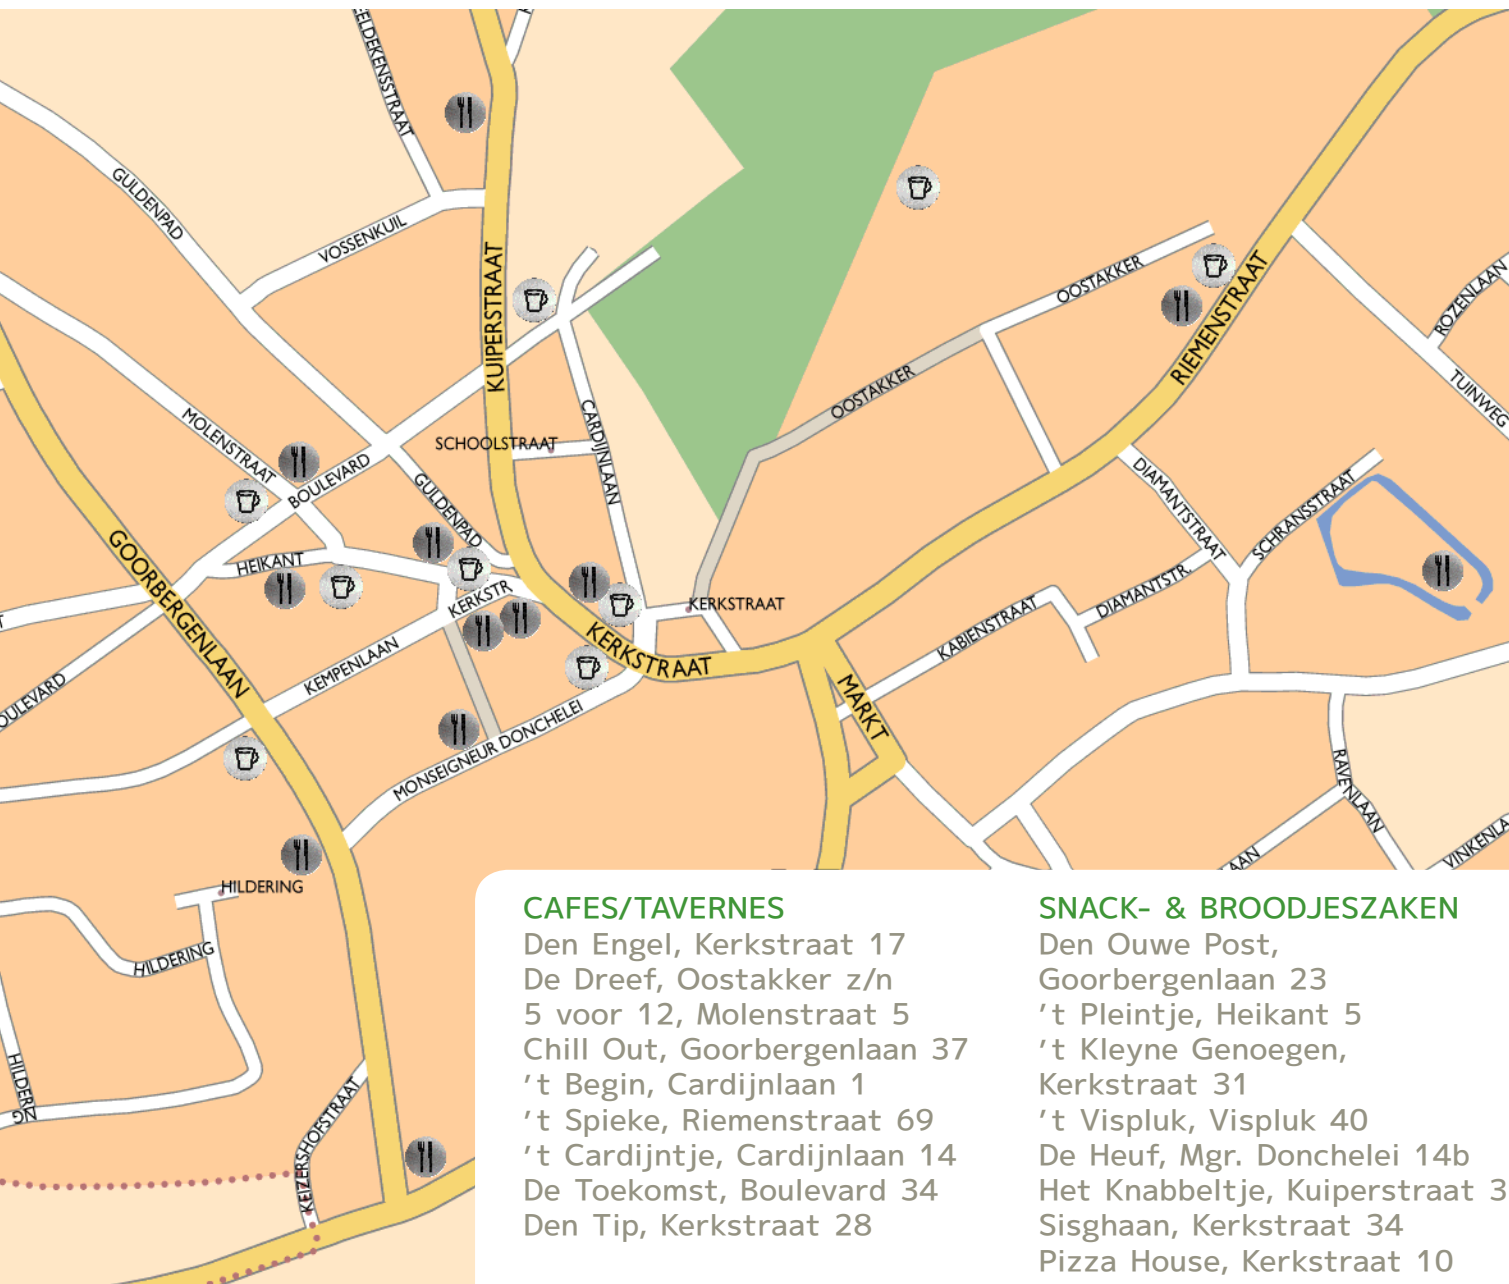 ELDEKENSSTRAAT
GULDENPAD
VOSSENKUIL
KUIPERSTRAAT
OOSTAKKER
RIEMENSTRAAT
ROZENLAAN
TUINWEG
OOSTAKKER
MOLENSTRAAT
BOULEVARD
SCHOOLSTRAAT
CARDIJNLAAN
GULDENPAD
DIAMANTSTRAAT
SCHRANSSTRAAT
HEIKANT
GOORBERGENLAAN
KERKSTR
KERKSTRAAT
DIAMANTSTR.
KABIENSTRAAT
KERKSTRAAT
KEMPENLAAN
OULEVARD
MARKT
MONSEIGNEUR DONCHELEI
RAVENLAAN
VINKENLA
LAAN
HILDERING
HILDERING
HILDERING
KEIZERSHOFSTRAAT
CAFES/TAVERNES
Den Engel, Kerkstraat 17
De Dreef, Oostakker z/n
5 voor 12, Molenstraat 5
Chill Out, Goorbergenlaan 37
’t Begin, Cardijnlaan 1
’t Spieke, Riemenstraat 69
’t Cardijntje, Cardijnlaan 14
De Toekomst, Boulevard 34
Den Tip, Kerkstraat 28
SNACK- & BROODJESZAKEN
Den Ouwe Post,
Goorbergenlaan 23
’t Pleintje, Heikant 5
’t Kleyne Genoegen,
Kerkstraat 31
’t Vispluk, Vispluk 40
De Heuf, Mgr. Donchelei 14b
Het Knabbeltje, Kuiperstraat 3
Sisghaan, Kerkstraat 34
Pizza House, Kerkstraat 10